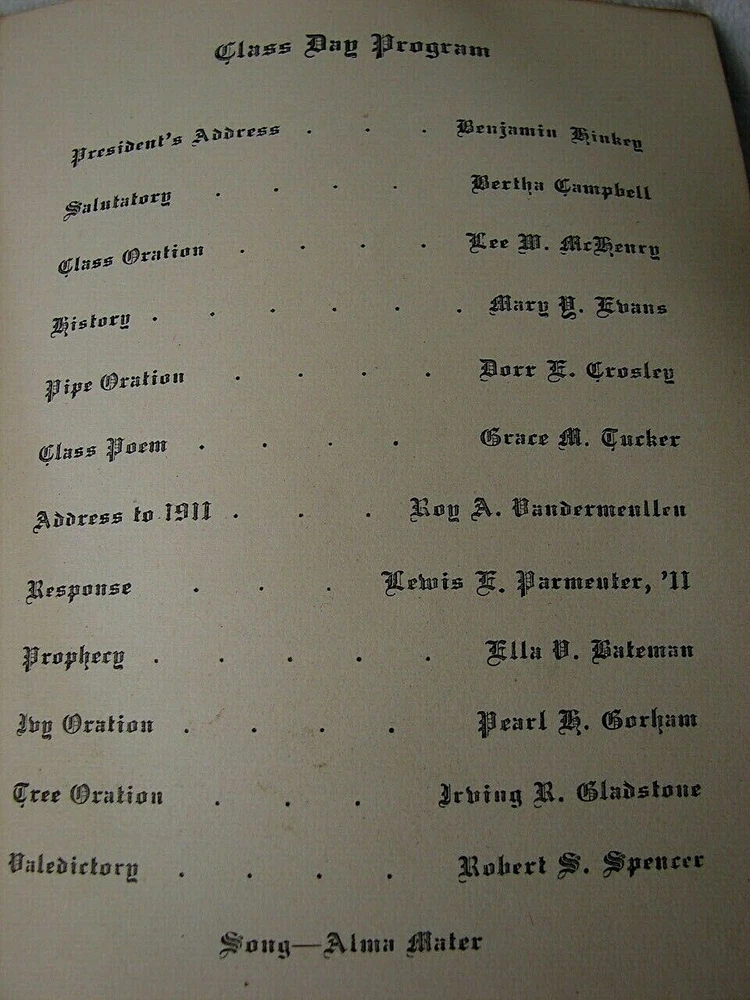 Class Day Program
President's Address . . . Benjamin Hinkey
Salutatory . . . . Bertha Campbell
Class Oration . . . . Lee W. McHenry
History . . . . . . Mary Y. Evans
Pipe Oration . . . . Dorr E. Crosley
Class Poem . . . . Grace M. Tucker
Address to 1911 . . . Roy A. Vandermeullen
Response . . . Lewis E. Parmenter, '11
Prophecy . . . . . Ella V. Bateman
Ivy Oration . . . . Pearl H. Gorham
Tree Oration . . . Irving R. Gladstone
Valedictory . . . . Robert S. Spencer
Song—Alma Mater